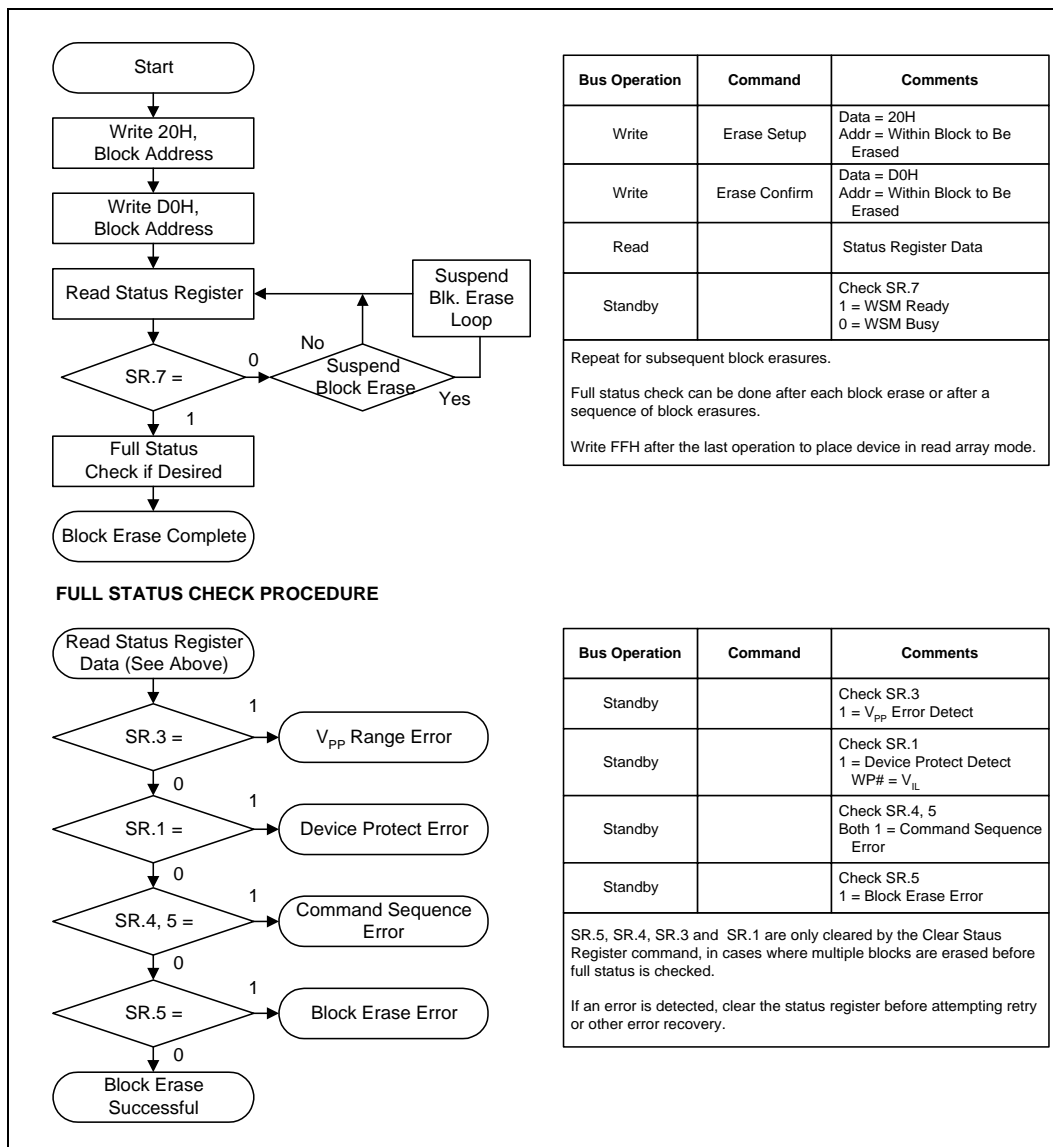 Start
Write 20H,
Block Address
Write D0H,
Block Address
Read Status Register
Suspend
Blk. Erase
Loop
No
0
SR.7 =
Suspend
Block Erase
Yes
1
Full Status
Check if Desired
Block Erase Complete
Bus Operation Command Comments
Write Erase Setup Data = 20H
Addr = Within Block to Be
Erased
Write Erase Confirm Data = D0H
Addr = Within Block to Be
Erased
Read Status Register Data
Standby Check SR.7
1 = WSM Ready
0 = WSM Busy
Repeat for subsequent block erasures.
Full status check can be done after each block erase or after a
sequence of block erasures.
Write FFH after the last operation to place device in read array mode.
FULL STATUS CHECK PROCEDURE
Read Status Register
Data (See Above)
1
SR.3 =
VPP Range Error
0
1
SR.1 =
Device Protect Error
0
1
SR.4, 5 =
Command Sequence
Error
0
1
SR.5 =
Block Erase Error
0
Block Erase
Successful
Bus Operation Command Comments
Standby Check SR.3
1 = VPP Error Detect
Standby Check SR.1
1 = Device Protect Detect
WP# = VIL
Standby Check SR.4, 5
Both 1 = Command Sequence
Error
Standby Check SR.5
1 = Block Erase Error
SR.5, SR.4, SR.3 and SR.1 are only cleared by the Clear Staus
Register command, in cases where multiple blocks are erased before
full status is checked.
If an error is detected, clear the status register before attempting retry
or other error recovery.